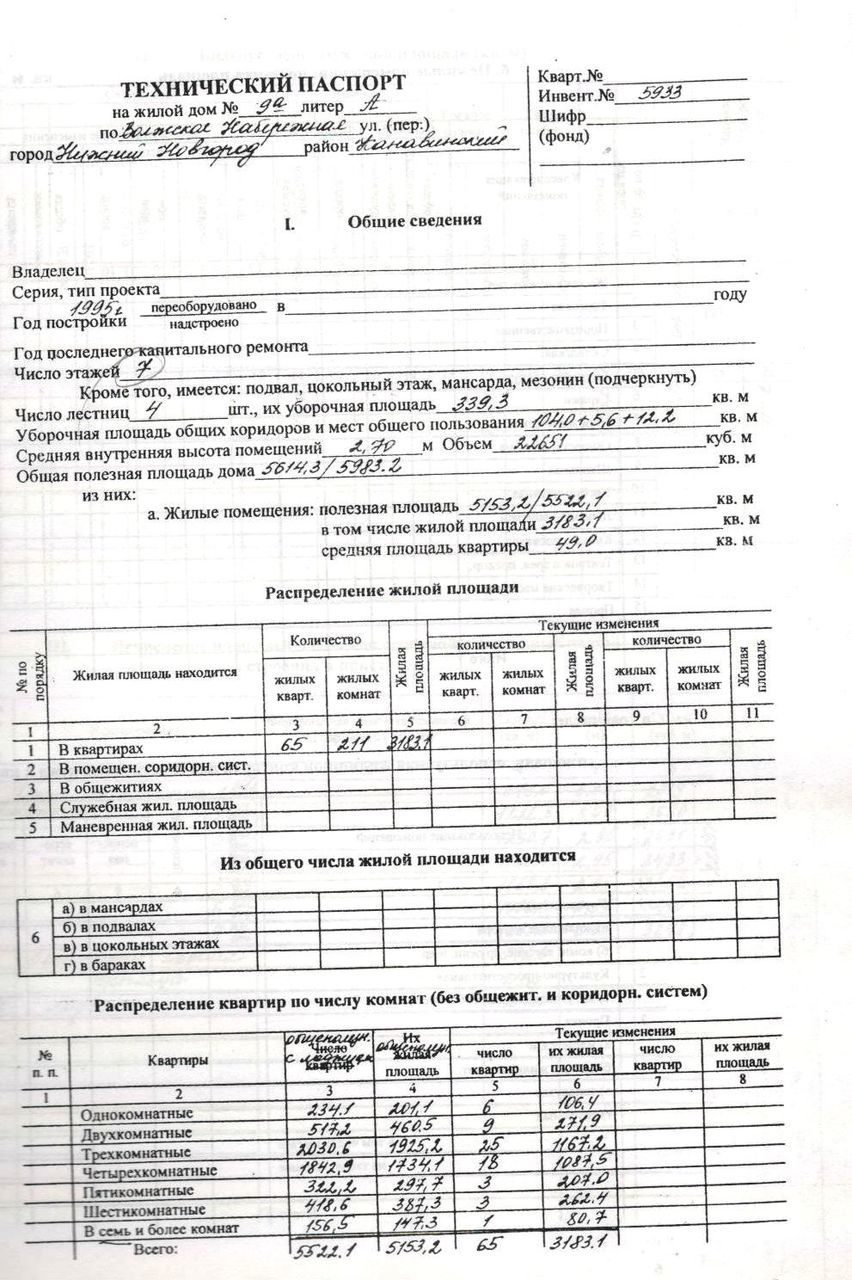 ТЕХНИЧЕСКИЙ ПАСПОРТ
на жилой дом № 9а литер А
по Волжская Набережная ул. (пер:)
город Нижний Новгород район Канавинский
Кварт.№
Инвент.№ 5933
Шифр
(фонд)
I. Общие сведения
Владелец
Серия, тип проекта
Год постройки 1995г переоборудовано надстроено в году
Год последнего капитального ремонта
Число этажей 7
Кроме того, имеется: подвал, цокольный этаж, мансарда, мезонин (подчеркнуть)
Число лестниц 4 шт., их уборочная площадь 339,3 кв. м
Уборочная площадь общих коридоров и мест общего пользования 104,0+5,6+12,2 кв. м
Средняя внутренняя высота помещений 2,70 м Объем 22651 куб. м
Общая полезная площадь дома 5614,3/5983.2 кв. м
из них:
а. Жилые помещения: полезная площадь 5153,2/5522,1 кв. м
в том числе жилой площади 3183,1 кв. м
средняя площадь квартиры 49,0 кв. м
Распределение жилой площади
№ по порядку Жилая площадь находится Количество Жилая площадь Текущие изменения
количество Жилая площадь количество Жилая площадь
жилых кварт. жилых комнат жилых кварт. жилых комнат жилых кварт. жилых комнат
1 2 3 4 5 6 7 8 9 10 11
1 В квартирах 65 211 3183.1
2 В помещен. соридорн. сист.
3 В общежитиях
4 Служебная жил. площадь
5 Маневренная жил. площадь
Из общего числа жилой площади находится
6 а) в мансардах
б) в подвалах
в) в цокольных этажах
г) в бараках
Распределение квартир по числу комнат (без общежит. и коридорн. систем)
№ п. п. Квартиры Число квартир Их жилая площадь Текущие изменения
число квартир их жилая площадь число квартир их жилая площадь
1 2 3 4 5 6 7 8
Однокомнатные 234.1 201,1 6 106,4
Двухкомнатные 517,2 460.5 9 271,9
Трехкомнатные 2030,6 1925,2 25 1167.2
Четырехкомнатные 1842,9 1734,1 18 1087,5
Пятикомнатные 322,2 297,7 3 207.0
Шестикомнатные 418,6 387,3 3 262.4
В семь и более комнат 156,5 147.3 1 80,7
Всего: 5522.1 5153,2 65 3183.1